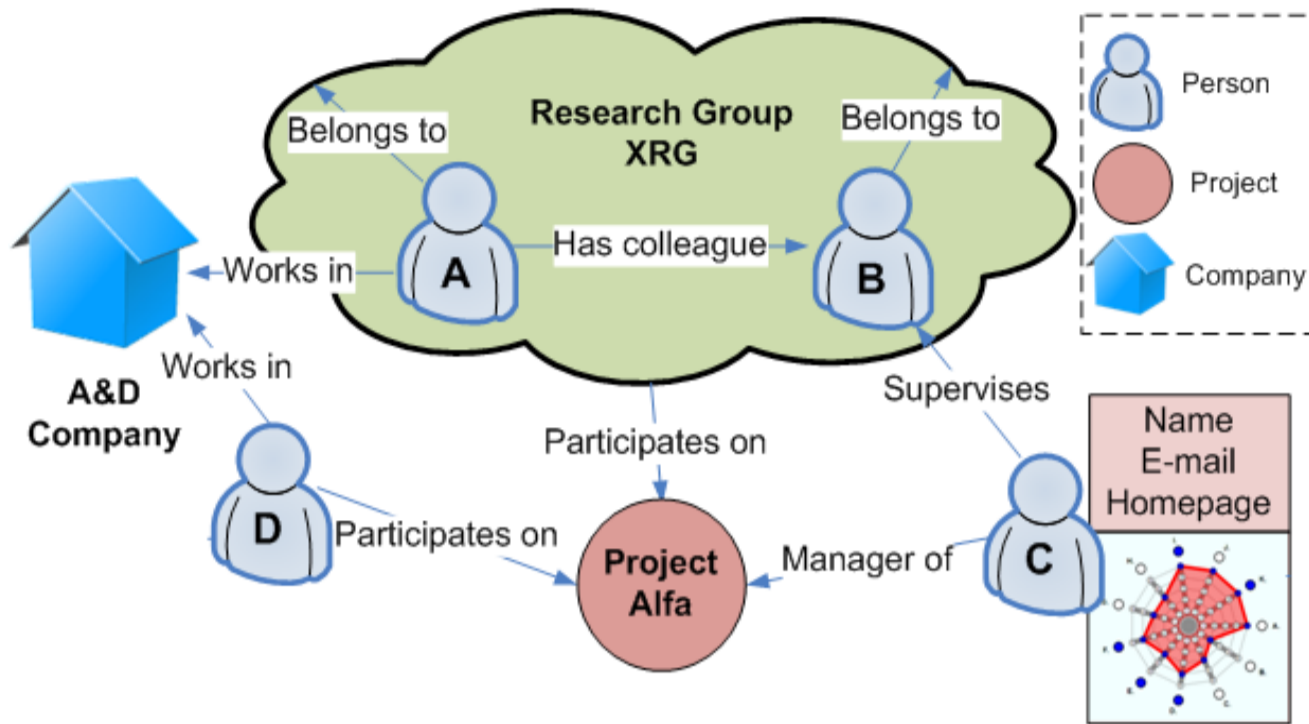 Research Group
XRG
Belongs to
Belongs to
A
Has colleague
B
Works in
A&D
Company
Works in
Supervises
Participates on
D
Participates on
Project
Alfa
Manager of
C
Name
E-mail
Homepage
Person
Project
Company